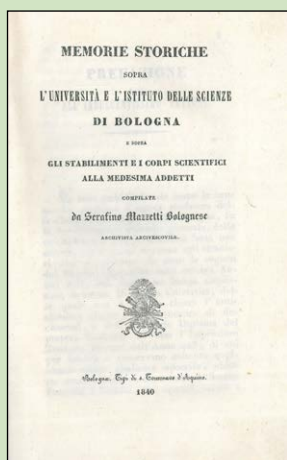 MEMORIE STORICHE
SOPRA
L'UNIVERSITÀ E L'ISTITUTO DELLE SCIENZE
DI BOLOGNA
E SOPRA
GLI STABILIMENTI E I CORPI SCIENTIFICI
ALLA MEDESIMA ADDETTI
COMPILATE
da Serafino Mazzetti Bolognese
ARCHIVISTA ARCIVESCOVILE.
Bologna, Tipi di s. Tommaso d'Aquino
1840